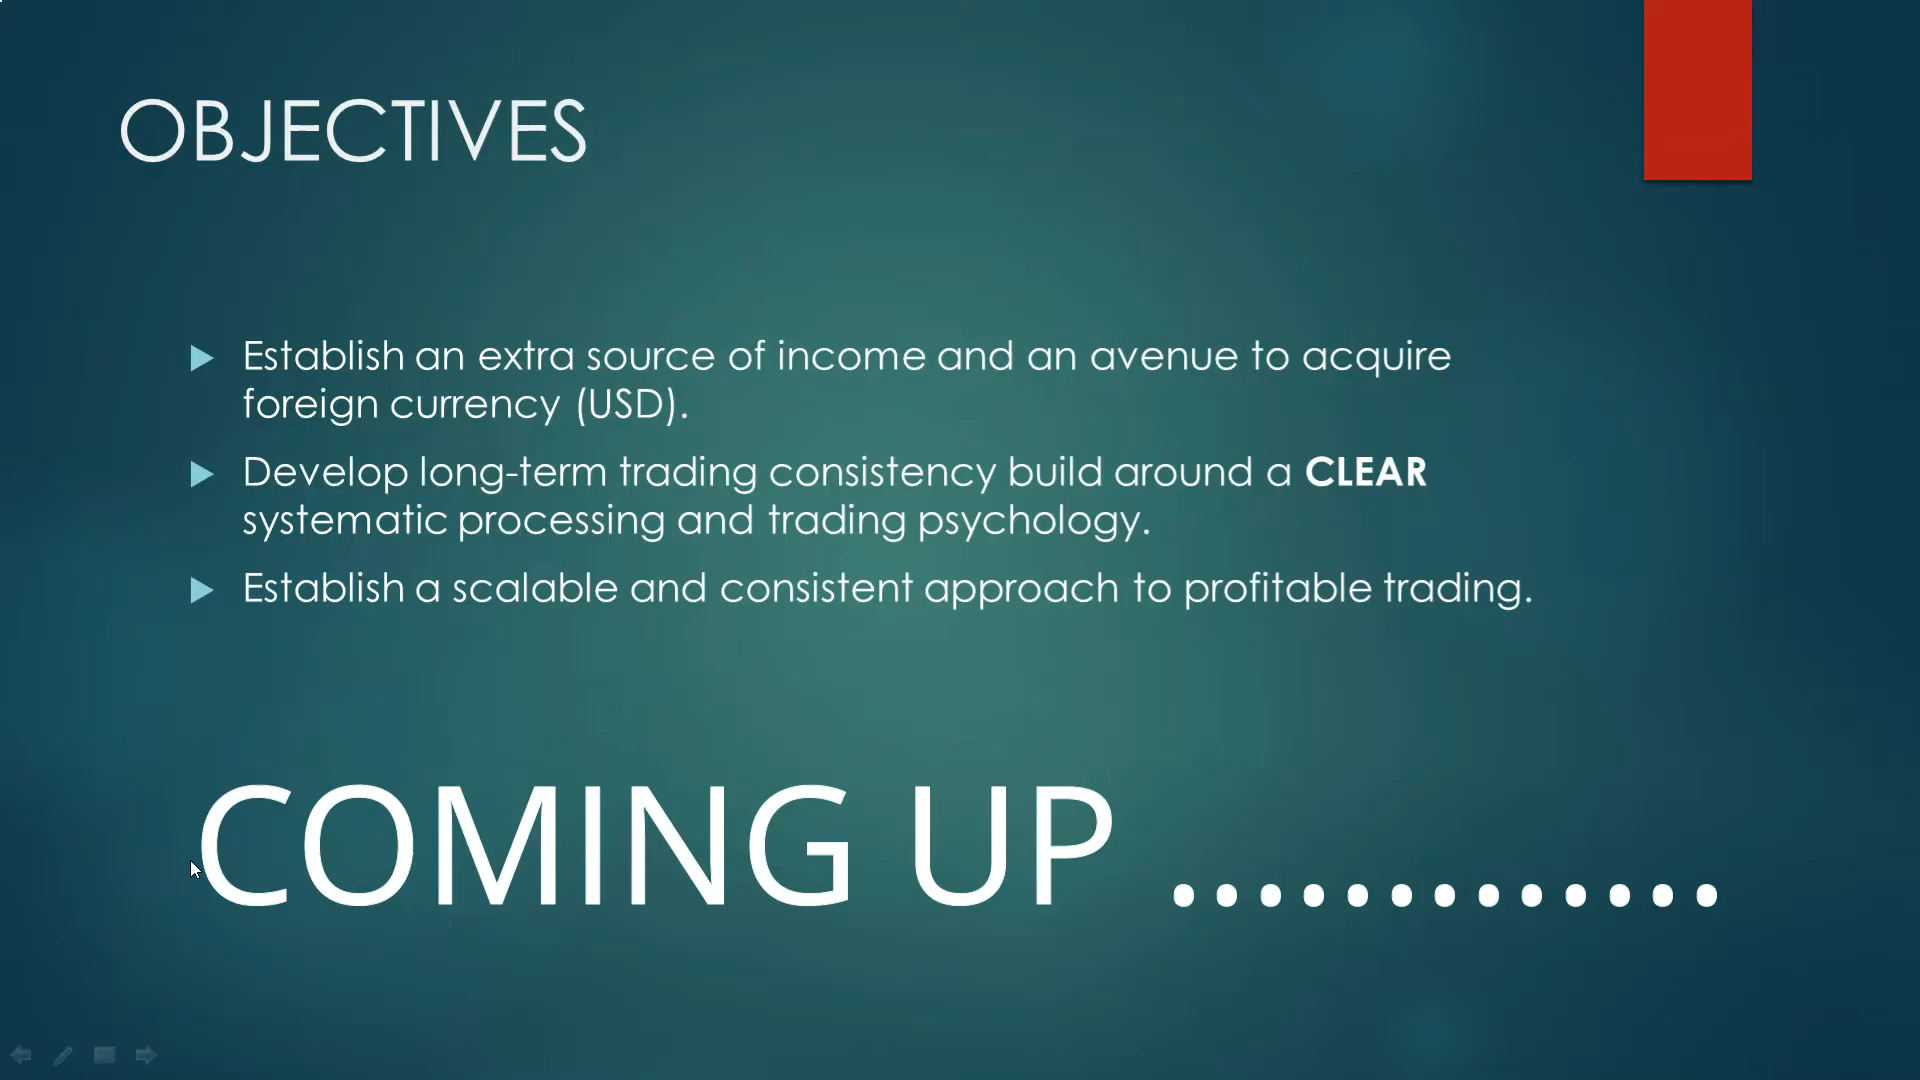 OBJECTIVES
Establish an extra source of income and an avenue to acquire
foreign currency (USD).
Develop long-term trading consistency build around a CLEAR
systematic processing and trading psychology.
Establish a scalable and consistent approach to profitable trading.
COMING UP .............